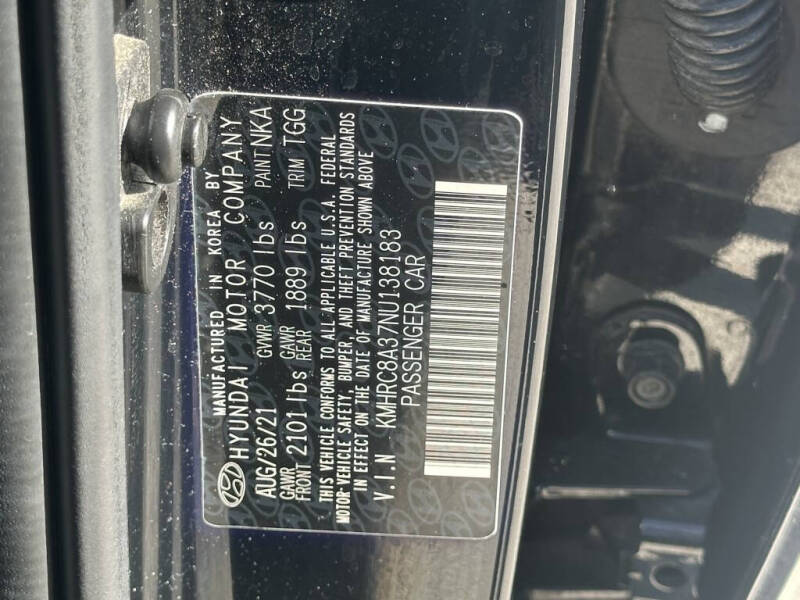 MANUFACTURED IN KOREA BY
HYUNDAI MOTOR COMPANY
AUG/26/21 GVWR 3770 lbs PAINT NKA
GAWR FRONT 2101 lbs GAWR REAR 1889 lbs TRIM TGG
THIS VEHICLE CONFORMS TO ALL APPLICABLE U.S.A. FEDERAL
MOTOR-VEHICLE SAFETY, BUMPER, AND THEFT PREVENTION STANDARDS
IN EFFECT ON THE DATE OF MANUFACTURE SHOWN ABOVE
V.I.N KMHRC8A37NU138183
PASSENGER CAR